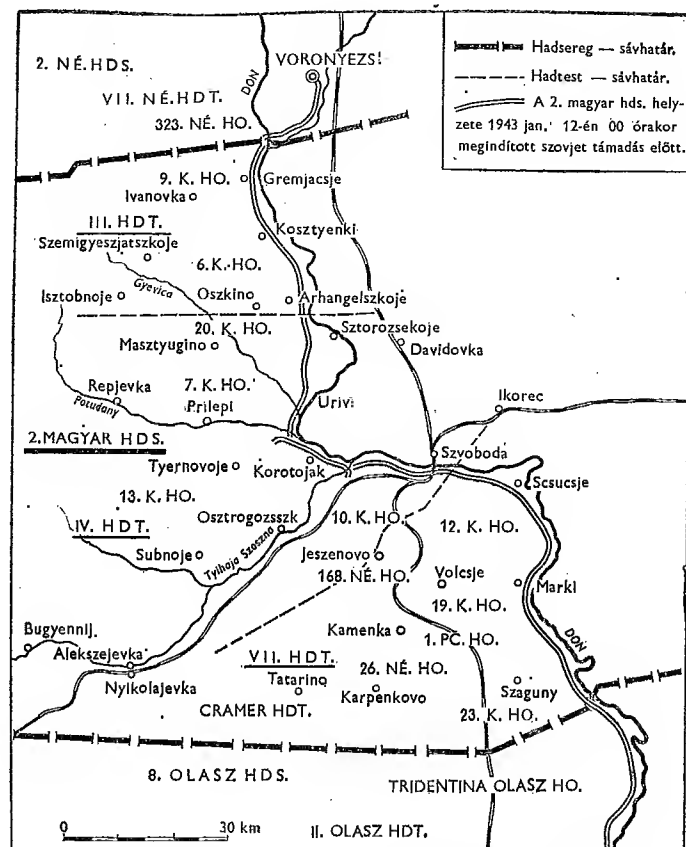 2. NÉ.HDS.
VORONYEZS!
DON
VII. NÉ.HDT.
323. NÉ. HO.
Hadsereg — sávhatár.
Hadtest — sávhatár.
A 2. magyar hds. hely-
zete 1943 jan. 12-én 00 órakor
megindított szovjet támadás előtt.
9. K. HO.
Gremjacsje
Ivanovka
III. HDT.
Kosztyenki
Szemigyeszjatszkoje
6.K.HO.
Gyevica
Isztobnoje
Oszkino
Arhangelszkoje
20. K. HO.
Sztorozsekoje
Masztyugino
Davidovka
7. K. HO.
Repjevka
Urivi
Ikorec
Potudany
Prilepi
2.MAGYAR HDS.
Szvoboda
Tyernovoje
Korotojak
Scsucsje
13. K. HO.
10. K. HO.
12. K. HO.
Osztrogozsszk
IV. HDT.
Tyihaja Szoszna
Subnoje
Jeszenovo
168. NÉ. HO.
Volcsje
Marki
19. K. HO.
Bugyennij.
Kamenka
DON
Alekszejevka
1. PC. HO.
VII. HDT.
26. NÉ. HO.
Nyikolajevka
Tatarino
Karpenkovo
Szaguny
CRAMER HDT.
23. K. HO.
8. OLASZ HDS.
TRIDENTINA OLASZ HO.
0 30 km
II. OLASZ HDT.